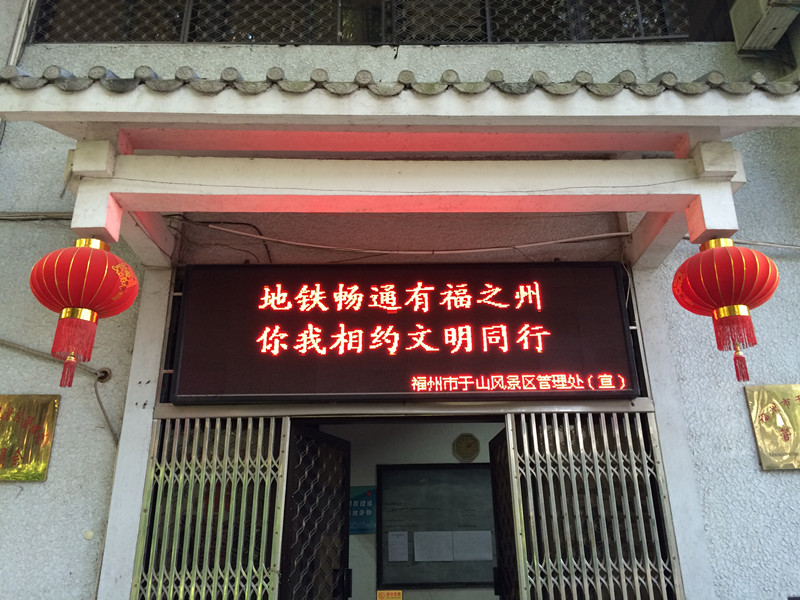 地铁畅通有福之州
你我相约文明同行
福州市于山风景区管理处（宣）